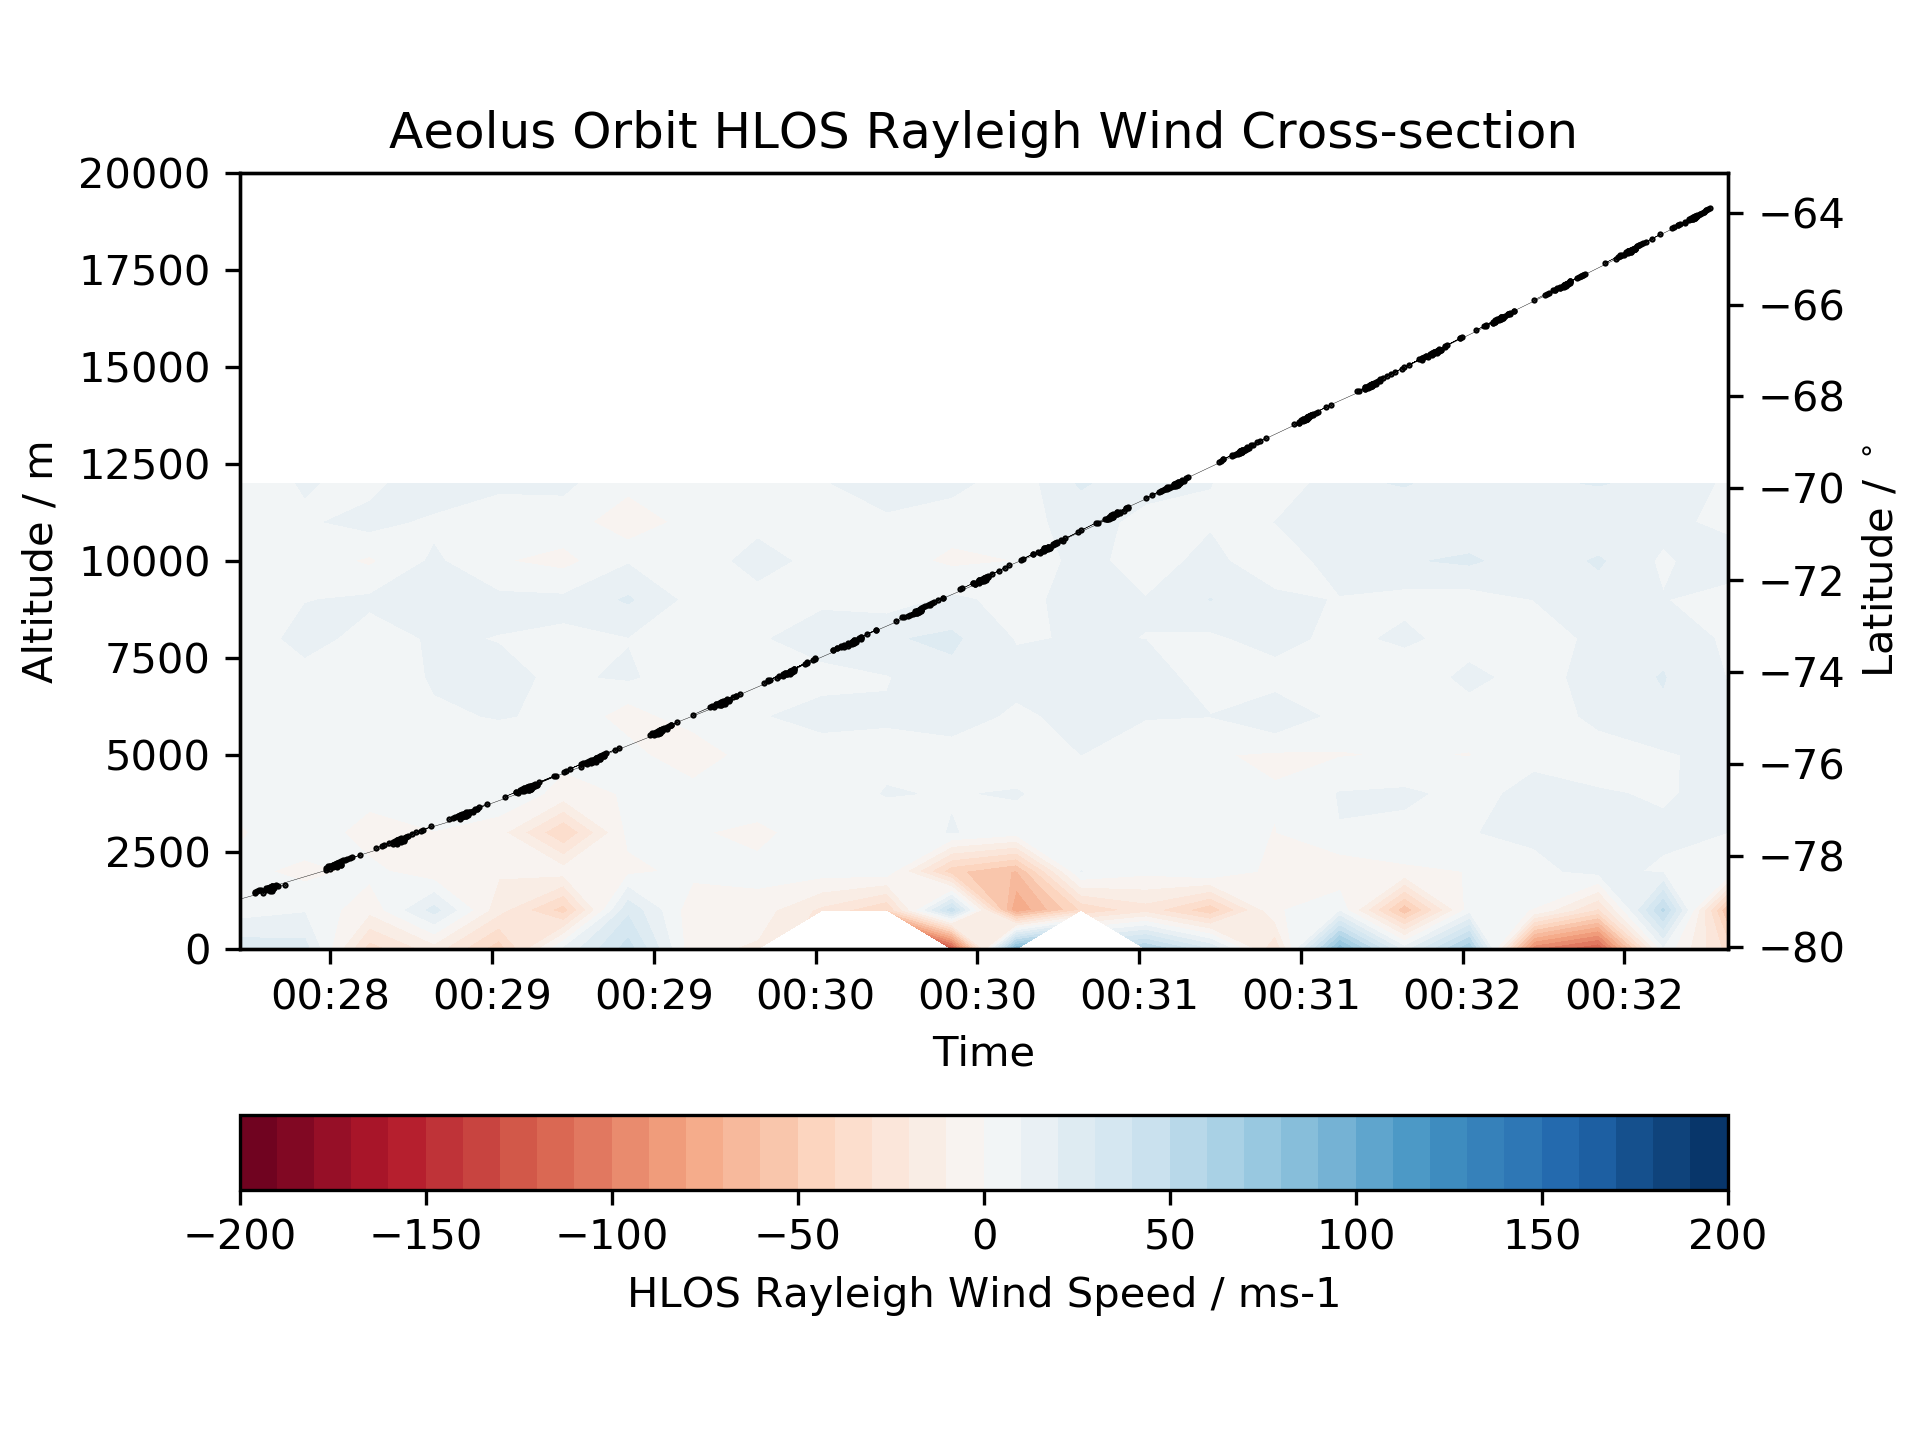 Aeolus Orbit HLOS Rayleigh Wind Cross-section
20000
17500
15000
12500
10000
7500
5000
2500
0
Altitude / m
−64
−66
−68
−70
−72
−74
−76
−78
−80
Latitude / °
00:28 00:29 00:29 00:30 00:30 00:31 00:31 00:32 00:32
Time
−200 −150 −100 −50 0 50 100 150 200
HLOS Rayleigh Wind Speed / ms-1